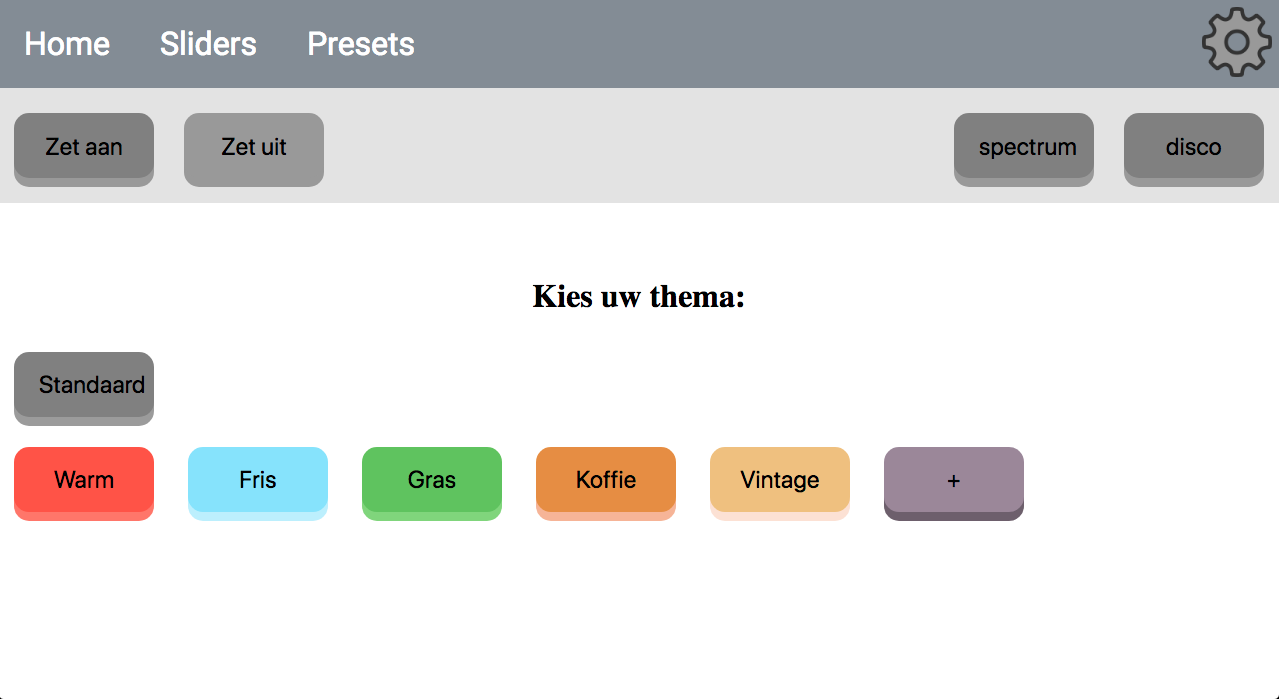 Home Sliders Presets
Zet aan Zet uit spectrum disco
Kies uw thema:
Standaard
Warm Fris Gras Koffie Vintage +